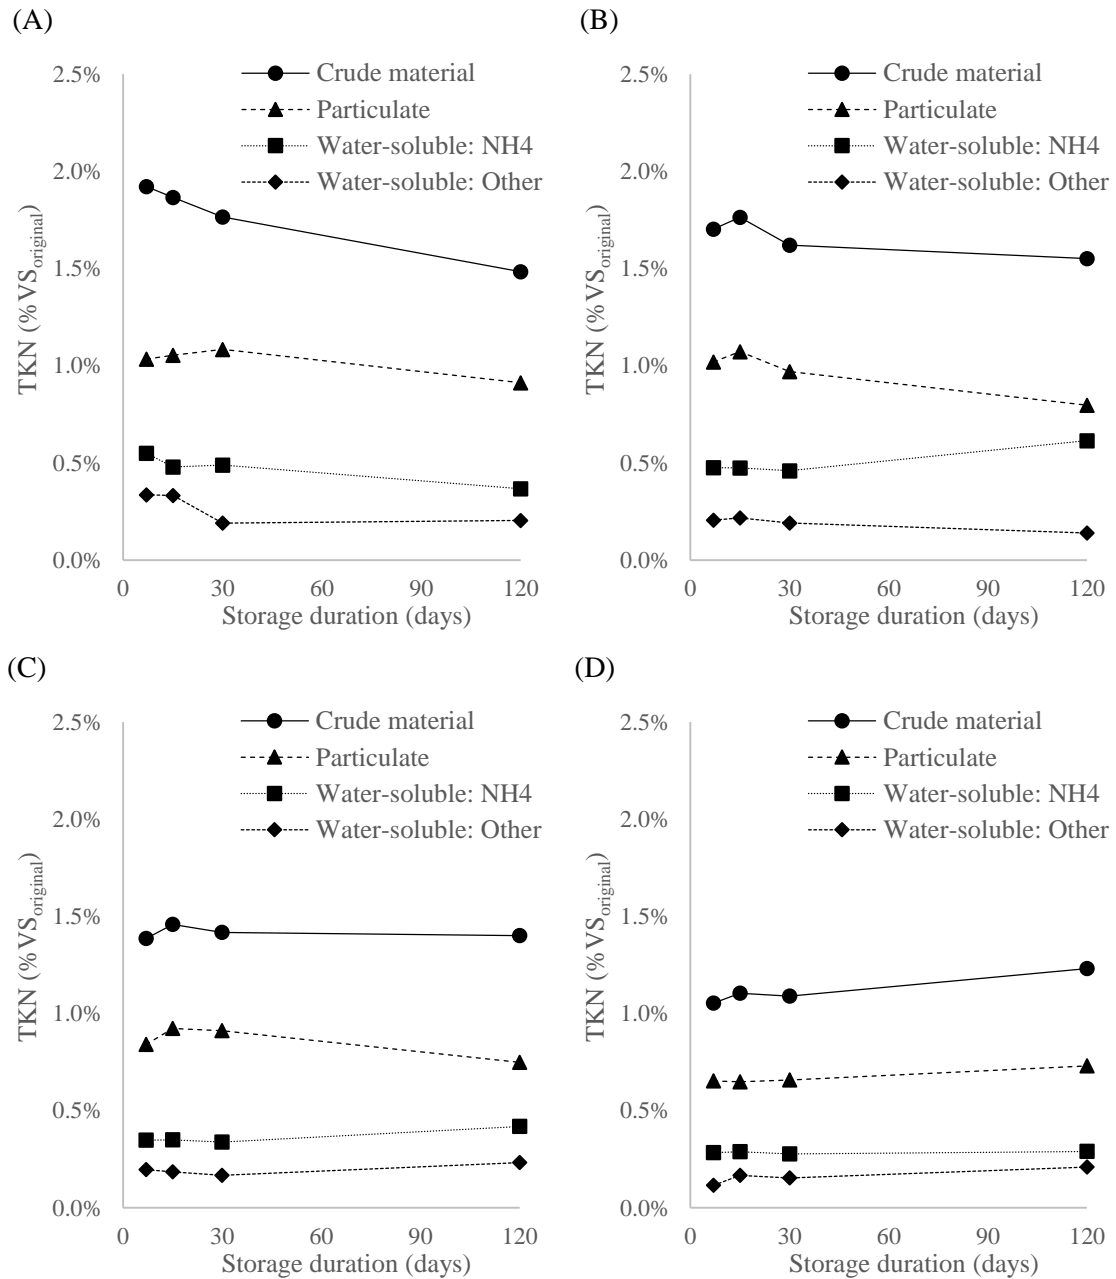 (A)
2.5%
2.0%
1.5%
1.0%
0.5%
0.0%
TKN (%VSoriginal)
Crude material
Particulate
Water-soluble: NH4
Water-soluble: Other
0 30 60 90 120
Storage duration (days)
(B)
2.5%
2.0%
1.5%
1.0%
0.5%
0.0%
TKN (%VSoriginal)
Crude material
Particulate
Water-soluble: NH4
Water-soluble: Other
0 30 60 90 120
Storage duration (days)
(C)
2.5%
2.0%
1.5%
1.0%
0.5%
0.0%
TKN (%VSoriginal)
Crude material
Particulate
Water-soluble: NH4
Water-soluble: Other
0 30 60 90 120
Storage duration (days)
(D)
2.5%
2.0%
1.5%
1.0%
0.5%
0.0%
TKN (%VSoriginal)
Crude material
Particulate
Water-soluble: NH4
Water-soluble: Other
0 30 60 90 120
Storage duration (days)